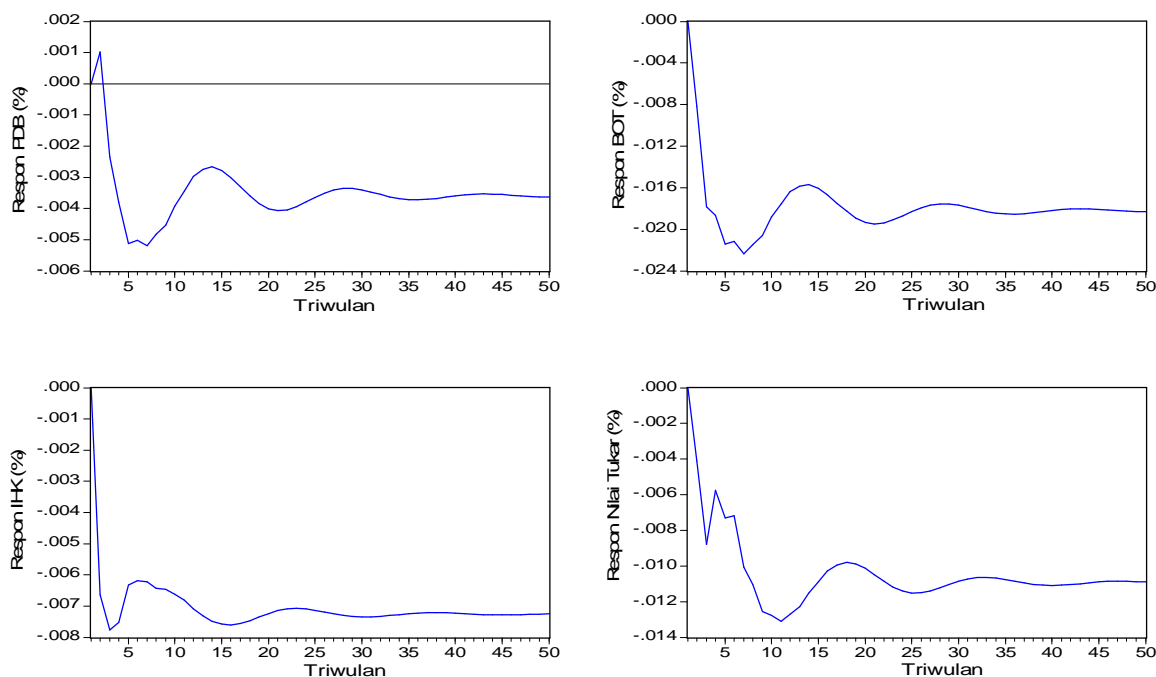 .002
.001
.000
-.001
-.002
-.003
-.004
-.005
-.006
Respon PDB (%)
5 10 15 20 25 30 35 40 45 50
Triwulan
.000
-.004
-.008
-.012
-.016
-.020
-.024
Respon BOT (%)
5 10 15 20 25 30 35 40 45 50
Triwulan
.000
-.001
-.002
-.003
-.004
-.005
-.006
-.007
-.008
Respon IHK (%)
5 10 15 20 25 30 35 40 45 50
Triwulan
.000
-.002
-.004
-.006
-.008
-.010
-.012
-.014
Respon Nilai Tukar (%)
5 10 15 20 25 30 35 40 45 50
Triwulan